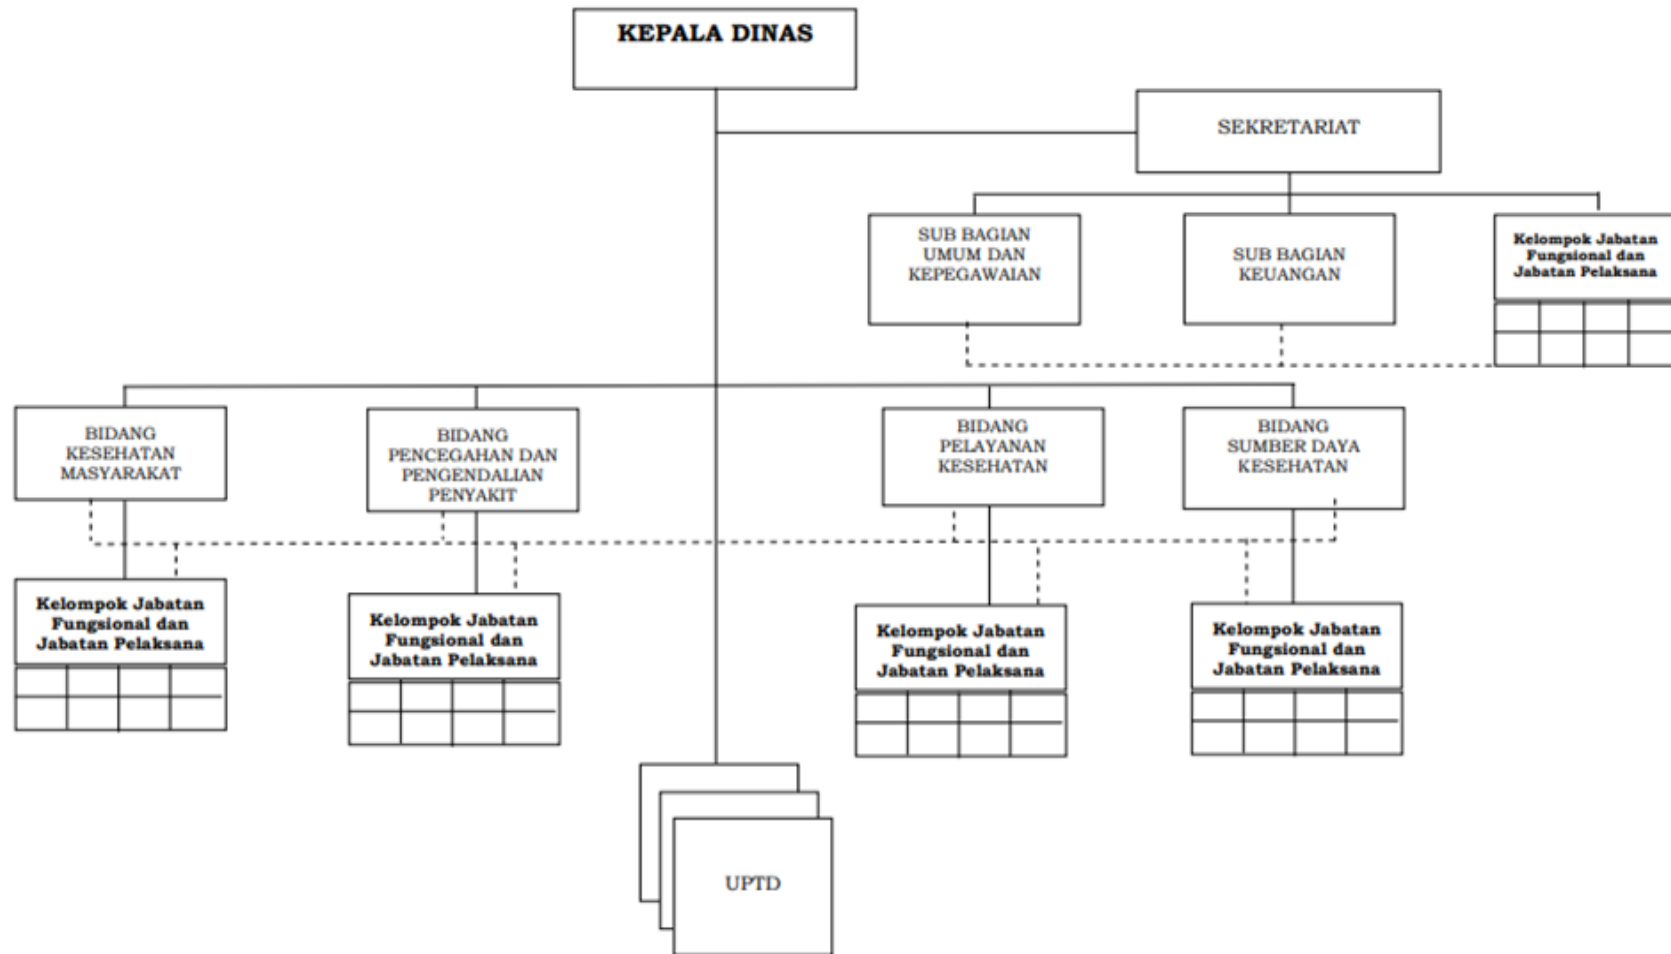 KEPALA DINAS
SEKRETARIAT
SUB BAGIAN
UMUM DAN
KEPEGAWAIAN
SUB BAGIAN
KEUANGAN
Kelompok Jabatan
Fungsional dan
Jabatan Pelaksana
BIDANG
KESEHATAN
MASYARAKAT
BIDANG
PENCEGAHAN DAN
PENGENDALIAN
PENYAKIT
BIDANG
PELAYANAN
KESEHATAN
BIDANG
SUMBER DAYA
KESEHATAN
Kelompok Jabatan
Fungsional dan
Jabatan Pelaksana
Kelompok Jabatan
Fungsional dan
Jabatan Pelaksana
Kelompok Jabatan
Fungsional dan
Jabatan Pelaksana
Kelompok Jabatan
Fungsional dan
Jabatan Pelaksana
UPTD